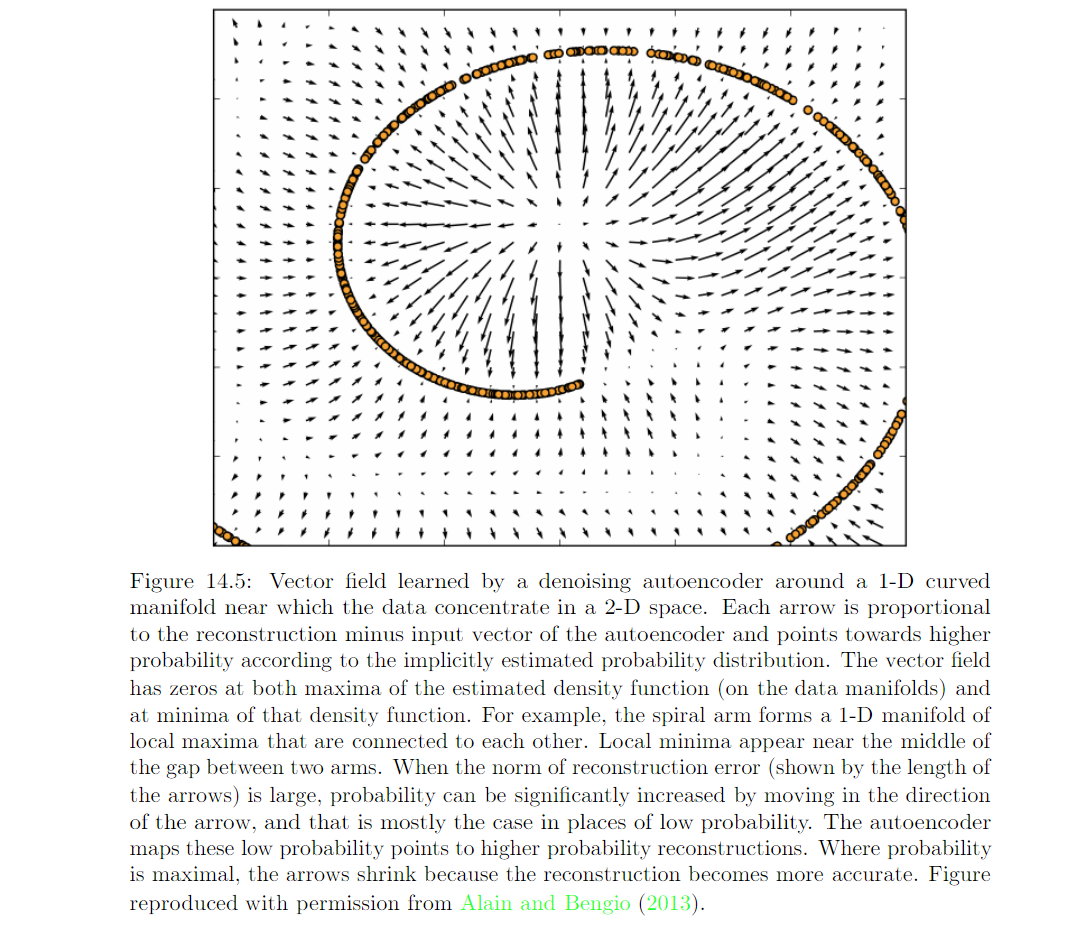 Figure 14.5: Vector field learned by a denoising autoencoder around a 1-D curved
manifold near which the data concentrate in a 2-D space. Each arrow is proportional
to the reconstruction minus input vector of the autoencoder and points towards higher
probability according to the implicitly estimated probability distribution. The vector field
has zeros at both maxima of the estimated density function (on the data manifolds) and
at minima of that density function. For example, the spiral arm forms a 1-D manifold of
local maxima that are connected to each other. Local minima appear near the middle of
the gap between two arms. When the norm of reconstruction error (shown by the length of
the arrows) is large, probability can be significantly increased by moving in the direction
of the arrow, and that is mostly the case in places of low probability. The autoencoder
maps these low probability points to higher probability reconstructions. Where probability
is maximal, the arrows shrink because the reconstruction becomes more accurate. Figure
reproduced with permission from Alain and Bengio (2013).